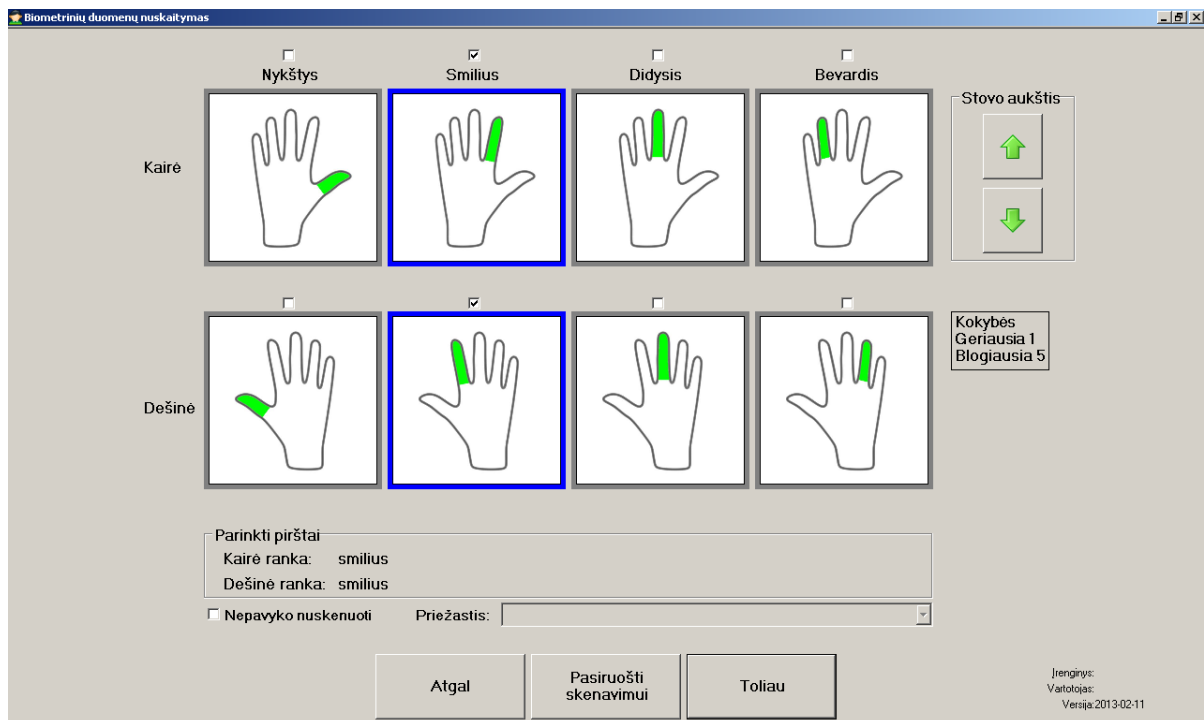 Biometrinių duomenų nuskaitymas
Nykštys Smilius Didysis Bevardis
Stovo aukštis
Kairė
Kokybės
Geriausia 1
Blogiausia 5
Dešinė
Parinkti pirštai
Kairė ranka: smilius
Dešinė ranka: smilius
Nepavyko nuskenuoti Priežastis:
Atgal
Pasiruošti
skenavimui
Toliau
Įrenginys:
Vartotojas:
Versija:2013-02-11